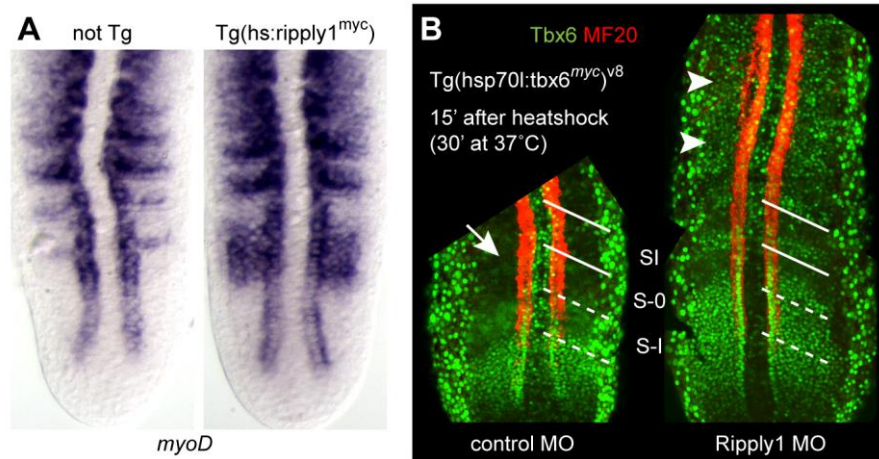 A
not Tg
Tg(hs:ripply1myc)
myoD
B
Tbx6 MF20
Tg(hsp70l:tbx6myc)v8
15’ after heatshock
(30’ at 37˚C)
SI
S-0
S-I
control MO
Ripply1 MO